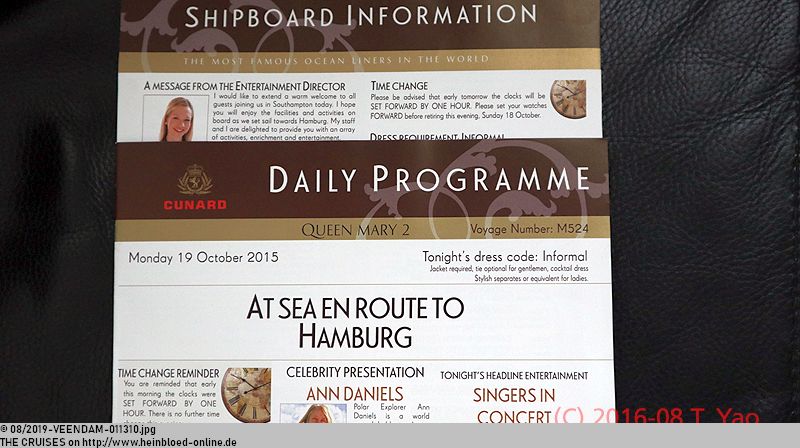 SHIPBOARD INFORMATION
THE MOST FAMOUS OCEAN LINERS IN THE WORLD
A MESSAGE FROM THE ENTERTAINMENT DIRECTOR
I would like to extend a warm welcome to all
guests joining us in Southampton today. I hope
you will enjoy the facilities and activities on
board as we set sail towards Hamburg. My staff
and I are delighted to provide you with an array
of activities, enrichment and entertainment.
TIME CHANGE
Please be advised that early tomorrow the clocks will be
SET FORWARD BY ONE HOUR. Please set your watches
FORWARD before retiring this evening, Sunday 18 October.
DRESS REQUIREMENT: INFORMAL
CUNARD
DAILY PROGRAMME
QUEEN MARY 2
Voyage Number: M524
Monday 19 October 2015
Tonight's dress code: Informal
Jacket required, tie optional for gentlemen, cocktail dress
Stylish separates or equivalent for ladies.
AT SEA EN ROUTE TO
HAMBURG
TIME CHANGE REMINDER
You are reminded that early
this morning the clocks were
SET FORWARD BY ONE
HOUR. There is no further time
CELEBRITY PRESENTATION
ANN DANIELS
Polar Explorer Ann
Daniels is a world
TONIGHT'S HEADLINE ENTERTAINMENT
SINGERS IN
CONCERT
(C) 2016-08 T. Yao
© 08/2019-VEENDAM-011310.jpg
THE CRUISES on http://www.heinbloed-online.de